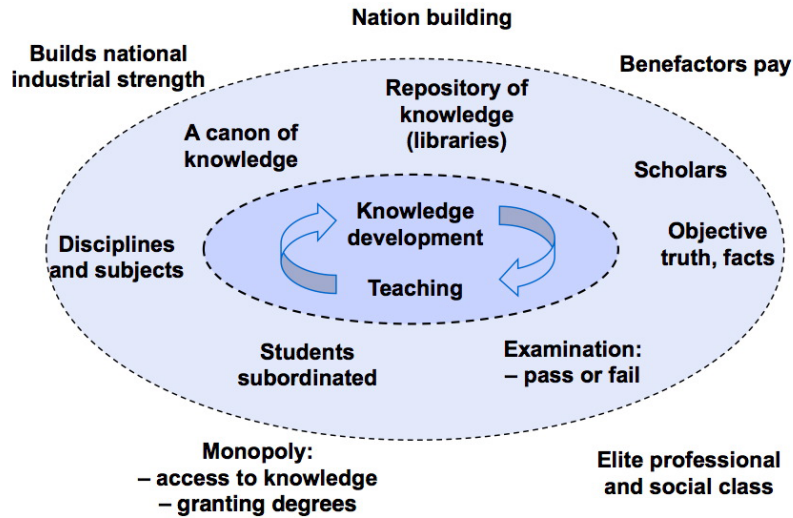 Nation building
Builds national
industrial strength
Benefactors pay
Repository of
knowledge
(libraries)
A canon of
knowledge
Scholars
Knowledge
development
Disciplines
and subjects
Objective
truth, facts
Teaching
Students
subordinated
Examination:
– pass or fail
Monopoly:
– access to knowledge
– granting degrees
Elite professional
and social class